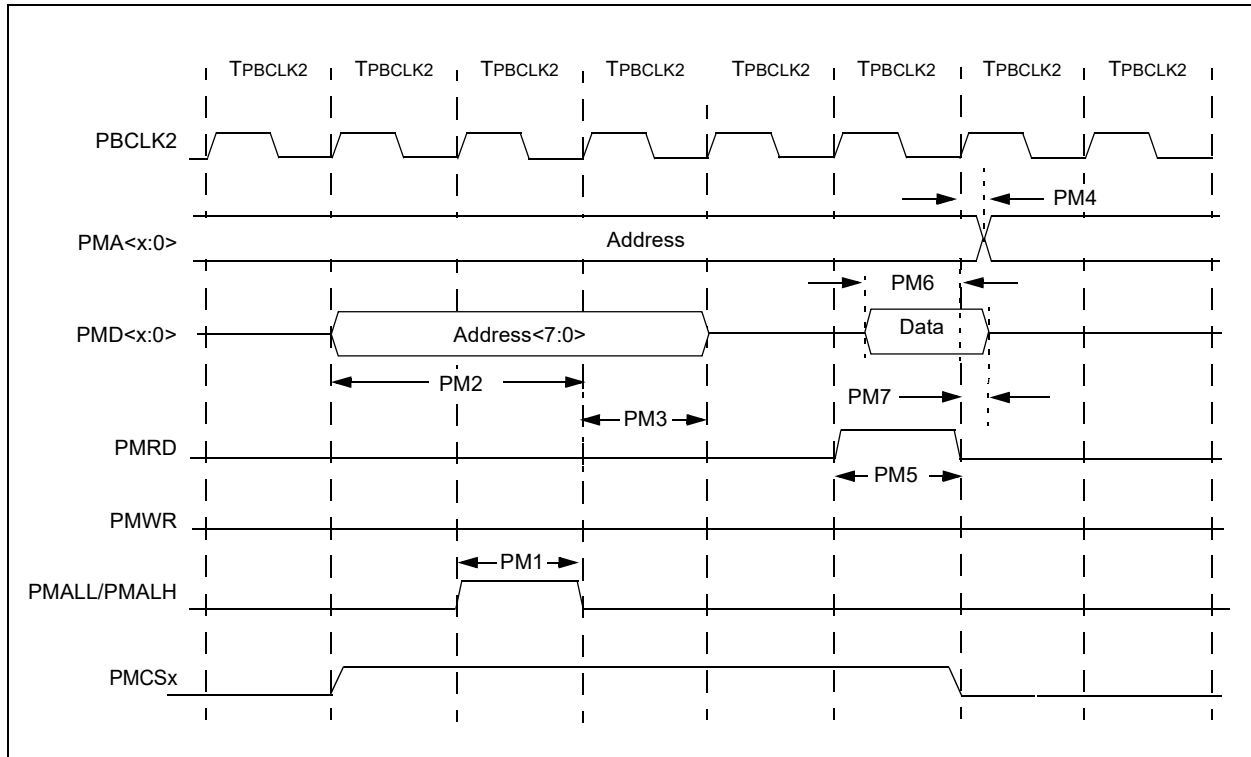 TPBCLK2 TPBCLK2 TPBCLK2 TPBCLK2 TPBCLK2 TPBCLK2 TPBCLK2 TPBCLK2
PBCLK2
PM4
PMA<x:0>
Address
PM6
PMD<x:0>
Address<7:0>
Data
PM2
PM7
PM3
PMRD
PM5
PMWR
PM1
PMALL/PMALH
PMCSx